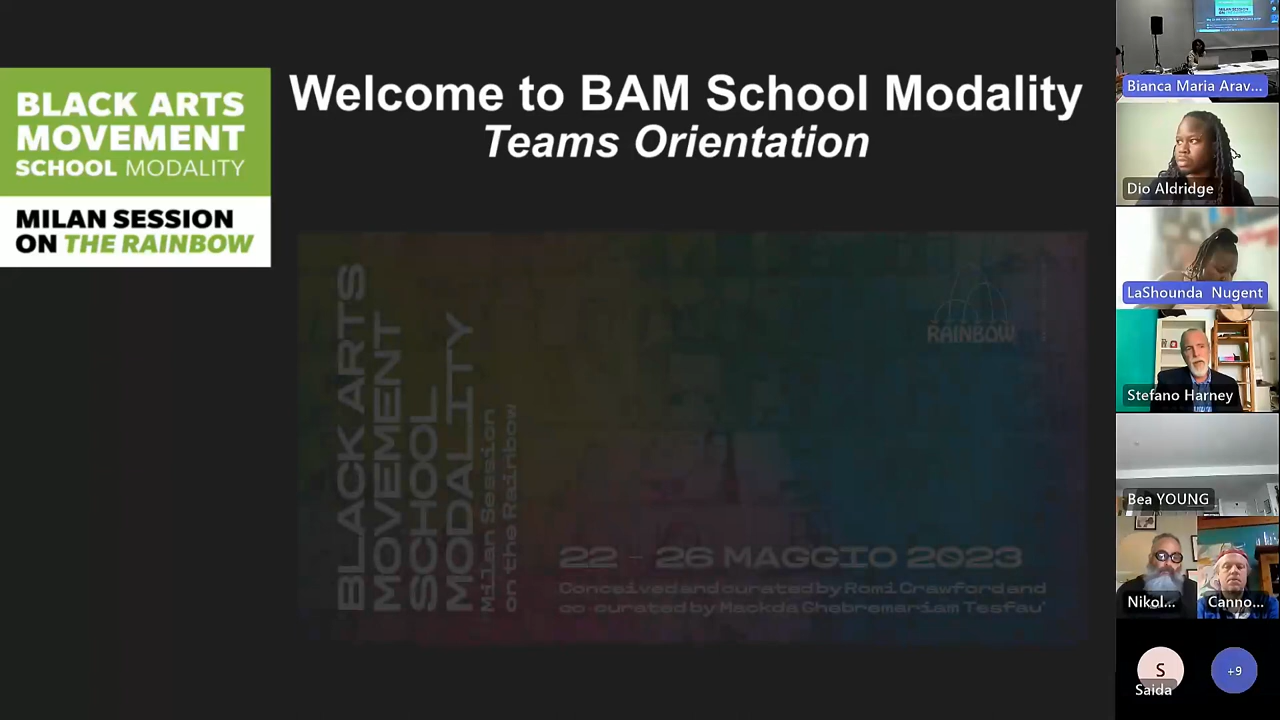 BLACK ARTS
MOVEMENT
SCHOOL MODALITY
MILAN SESSION
ON THE RAINBOW
Welcome to BAM School Modality
Teams Orientation
BLACK ARTS
MOVEMENT
SCHOOL
MODALITY
Milan Session
on the Rainbow
RAINBOW
22 - 26 MAGGIO 2023
Conceived and curated by Romi Crawford and
co-curated by Mackda Ghebremariam Tesfau'
Bianca Maria Arav...
Dio Aldridge
LaShounda Nugent
Stefano Harney
Bea YOUNG
Nikol...
Canno...
S
Saida
+9